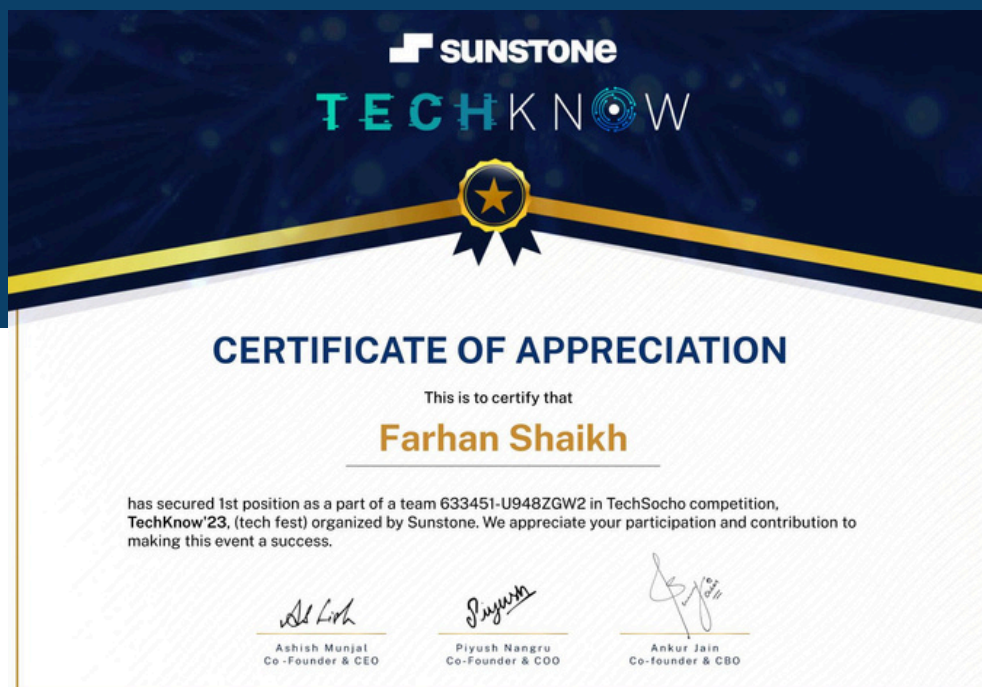 SUNSTONE
TECHKNOW
CERTIFICATE OF APPRECIATION
This is to certify that
Farhan Shaikh
has secured 1st position as a part of a team 633451-U948ZGW2 in TechSocho competition,
TechKnow'23, (tech fest) organized by Sunstone. We appreciate your participation and contribution to
making this event a success.
Piyush
Ashish Munjal
Co -Founder & CEO
Piyush Nangru
Co-Founder & COO
Ankur Jain
Co-founder & CBO